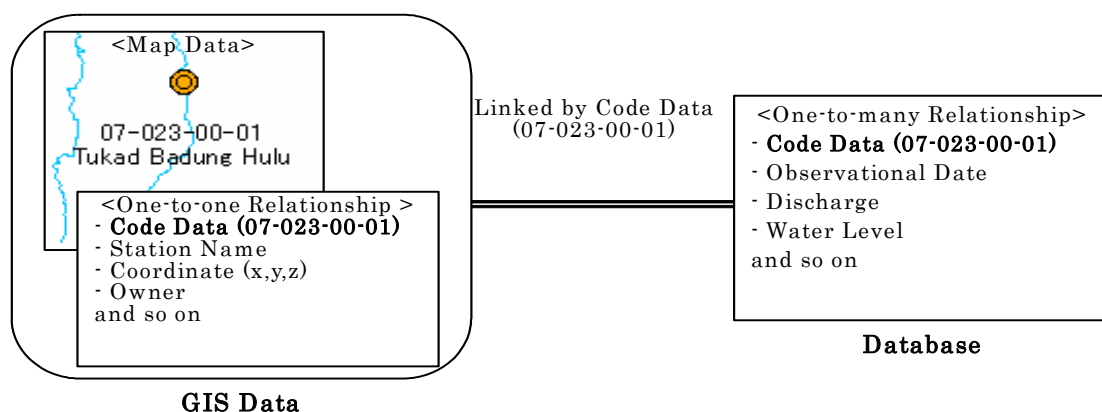 <Map Data>
07-023-00-01
Tukad Badung Hulu
<One-to-one Relationship >
- Code Data (07-023-00-01)
- Station Name
- Coordinate (x,y,z)
- Owner
and so on
GIS Data
Linked by Code Data
(07-023-00-01)
<One-to-many Relationship>
- Code Data (07-023-00-01)
- Observational Date
- Discharge
- Water Level
and so on
Database